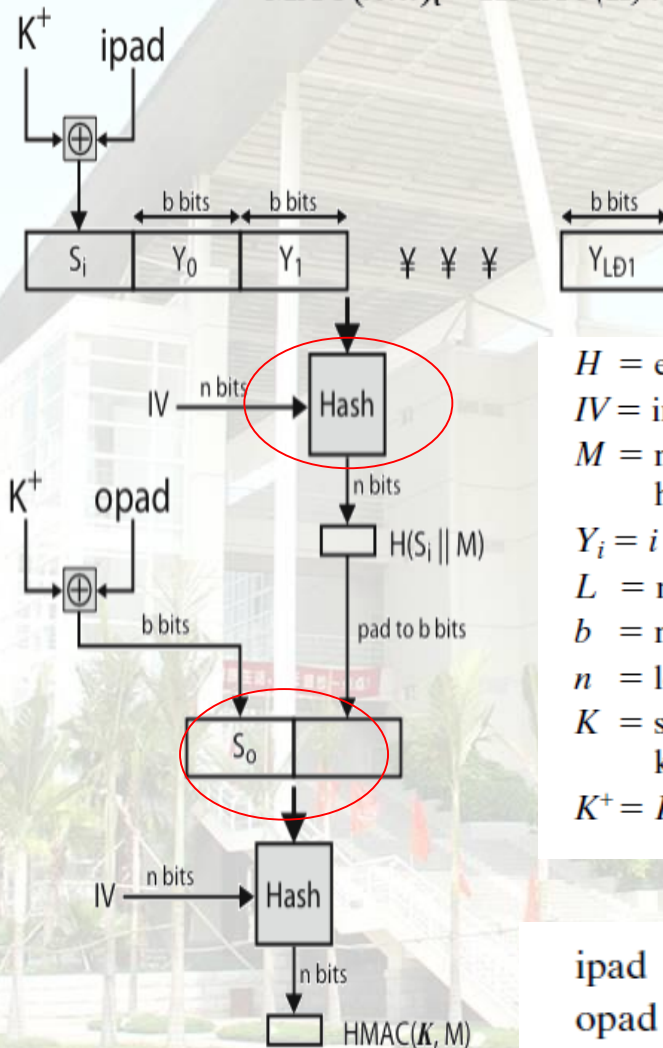 K⁺ ipad
⊕
b bits b bits b bits
Sᵢ Y₀ Y₁ ¥ ¥ ¥ Y_LÐ1
IV n bits Hash
n bits
H(Sᵢ || M)
K⁺ opad
⊕
b bits
pad to b bits
Sₒ
IV n bits Hash
n bits
HMAC(K, M)
H = e
IV = i
M = 
h
Yᵢ = i
L =
b =
n = l
K = s
k
K⁺ =
ipad
opad